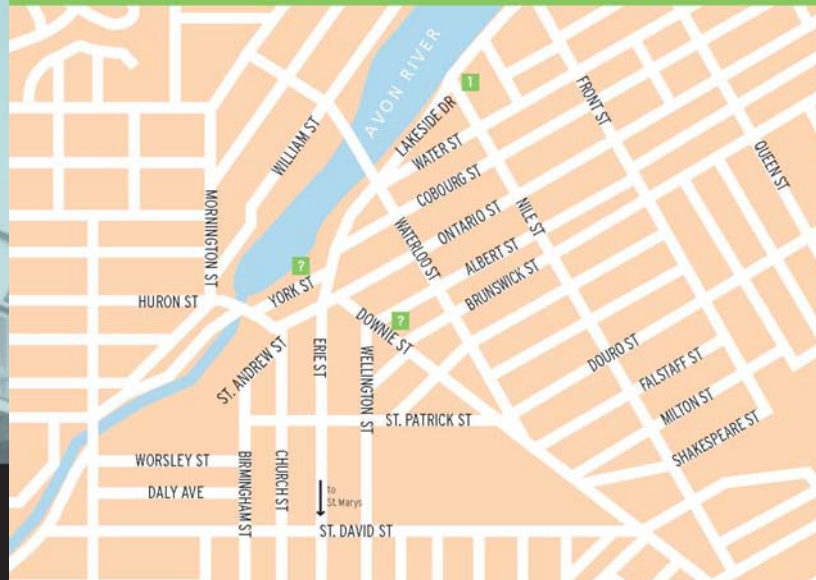 AVON RIVER
1
LAKESIDE DR
WATER ST
COBOURG ST
ONTARIO ST
ALBERT ST
BRUNSWICK ST
WILLIAM ST
FRONT ST
QUEEN ST
NILE ST
WATERLOO ST
MORNINGTON ST
?
HURON ST
YORK ST
?
DOWNIE ST
ST. ANDREW ST
ERIE ST
WELLINGTON ST
DOURO ST
FALSTAFF ST
MILTON ST
SHAKESPEARE ST
ST. PATRICK ST
WORSLEY ST
DALY AVE
BIRMINGHAM ST
CHURCH ST
to
St. Marys
ST. DAVID ST